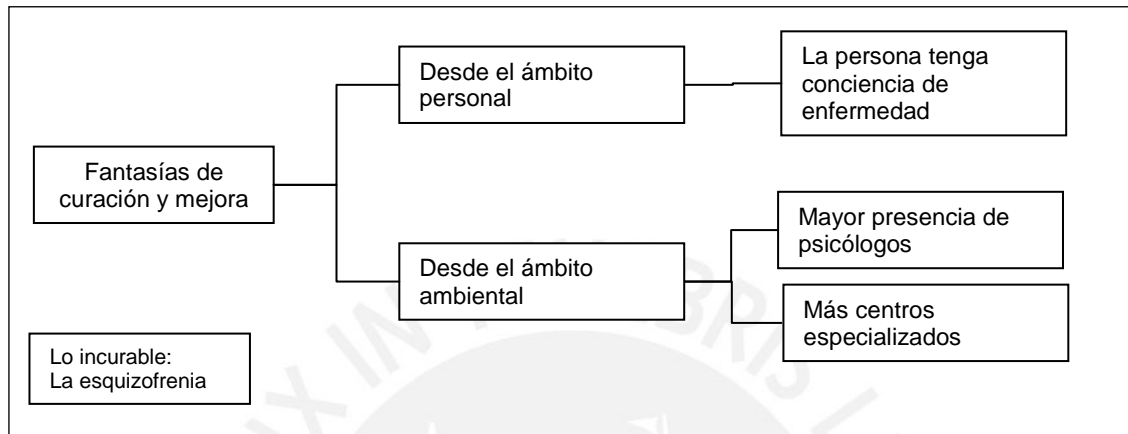 Desde el ámbito
personal
La persona tenga
conciencia de
enfermedad
Fantasías de
curación y mejora
Desde el ámbito
ambiental
Mayor presencia de
psicólogos
Más centros
especializados
Lo incurable:
La esquizofrenia